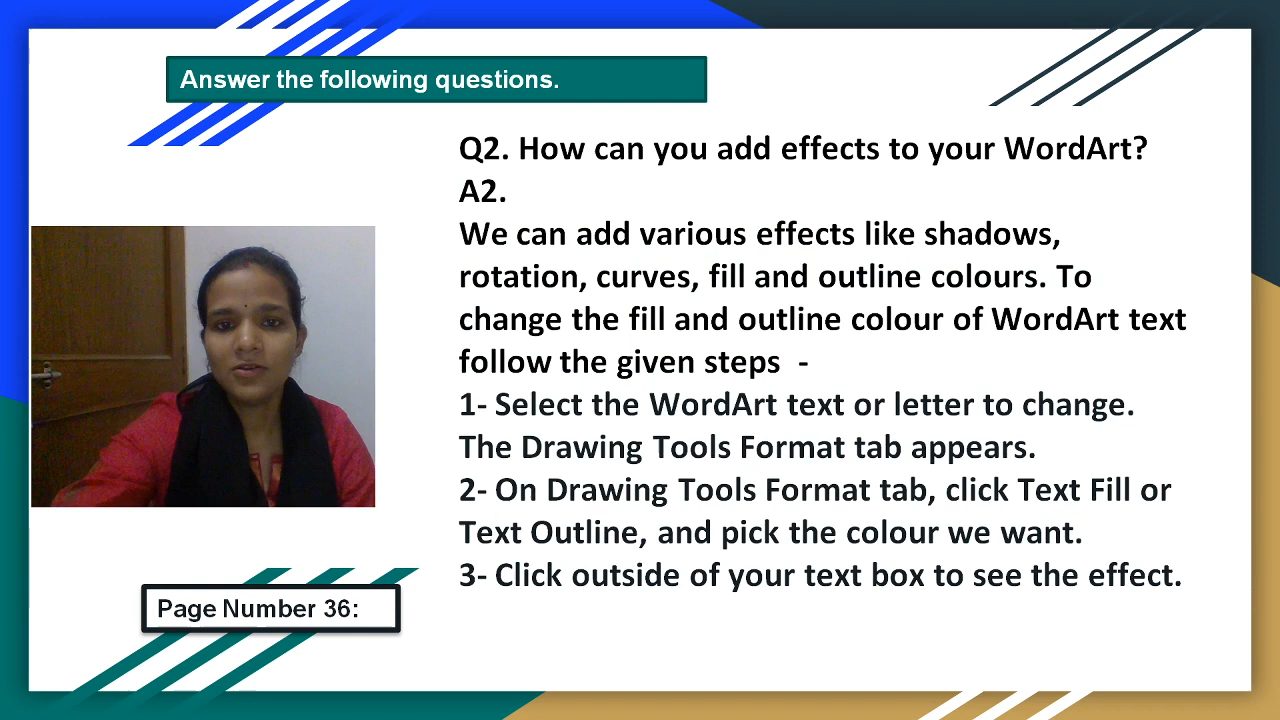 Answer the following questions.
Q2. How can you add effects to your WordArt?
A2.
We can add various effects like shadows,
rotation, curves, fill and outline colours. To
change the fill and outline colour of WordArt text
follow the given steps  -
1- Select the WordArt text or letter to change.
The Drawing Tools Format tab appears.
2- On Drawing Tools Format tab, click Text Fill or
Text Outline, and pick the colour we want.
3- Click outside of your text box to see the effect.
Page Number 36: